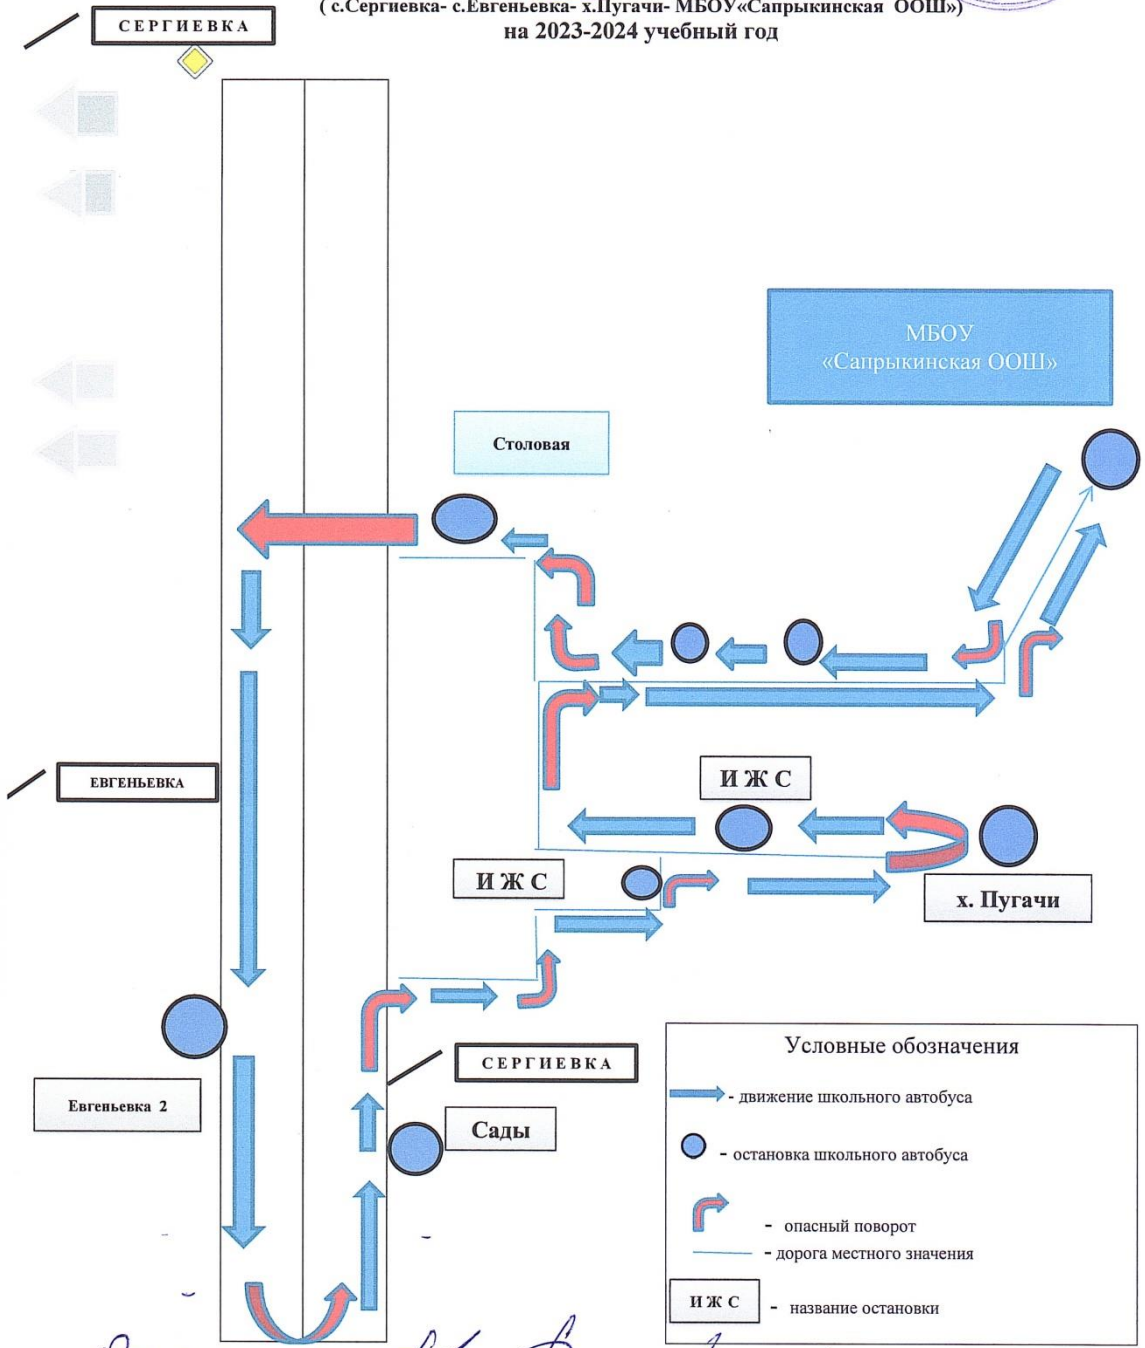 ( с.Сергиевка- с.Евгеньевка- х.Пугачи- МБОУ«Сапрыкинская ООШ»)
на 2023-2024 учебный год
СЕРГИЕВКА
МБОУ
«Сапрыкинская ООШ»
Столовая
ЕВГЕНЬЕВКА
И Ж С
И Ж С
х. Пугачи
Евгеньевка 2
СЕРГИЕВКА
Сады
Условные обозначения
- движение школьного автобуса
- остановка школьного автобуса
- опасный поворот
- дорога местного значения
И Ж С - название остановки